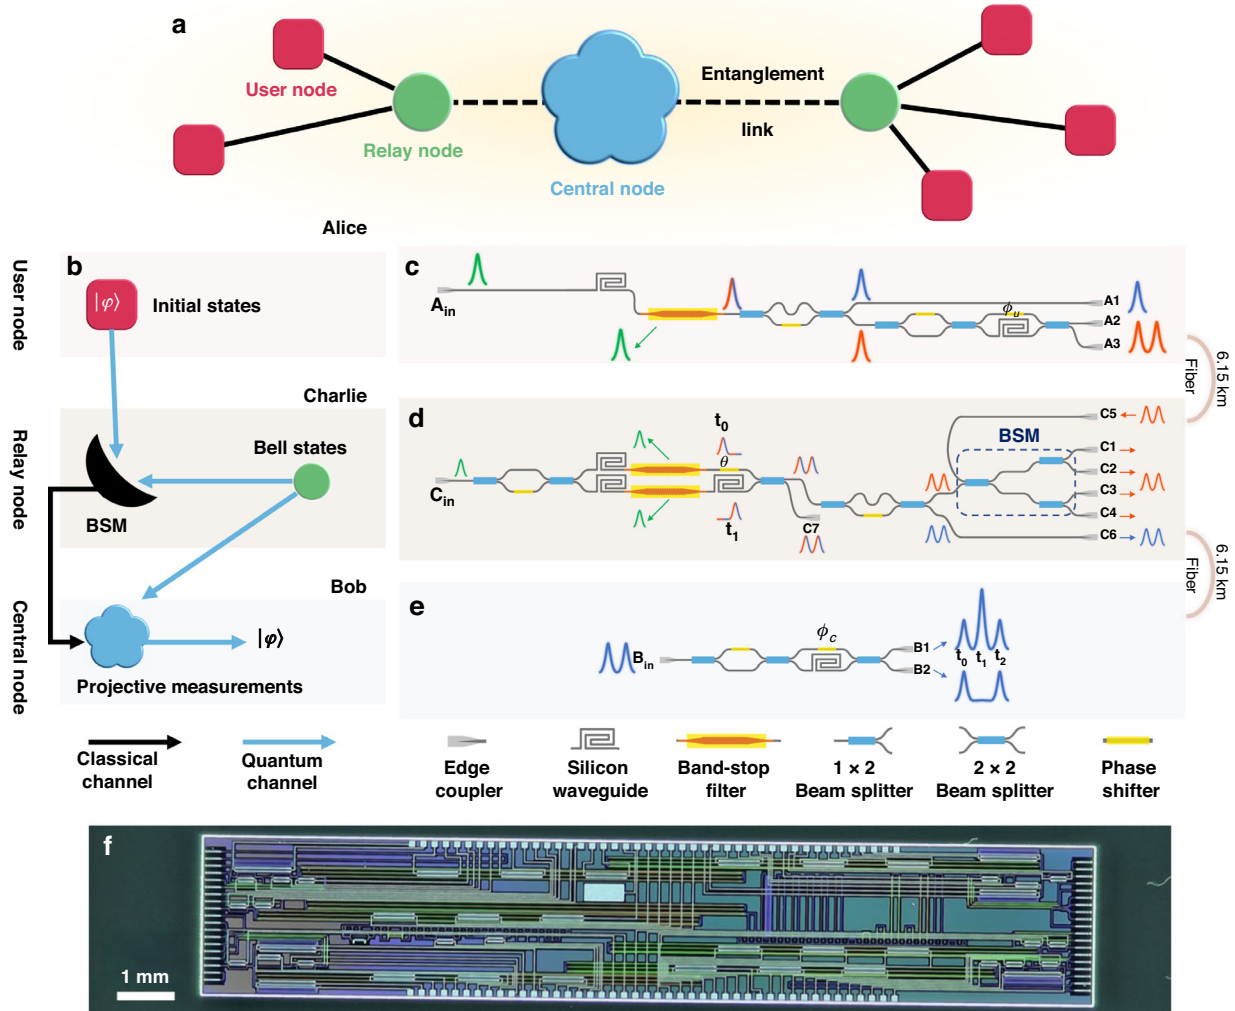 a
User node
Relay node
Entanglement
link
Central node
Alice
User node
b
|φ⟩
Initial states
Charlie
Relay node
Bell states
BSM
Bob
Central node
|φ⟩
Projective measurements
c
A_in
ϕ_u
A1
A2
A3
6.15 km
Fiber
d
t_0
θ
C_in
t_1
C7
BSM
C5
C1
C2
C3
C4
C6
6.15 km
Fiber
e
B_in
ϕ_c
B1
B2
t_0 t_1 t_2
Classical
channel
Quantum
channel
Edge
coupler
Silicon
waveguide
Band-stop
filter
1 × 2
Beam splitter
2 × 2
Beam splitter
Phase
shifter
f
1 mm